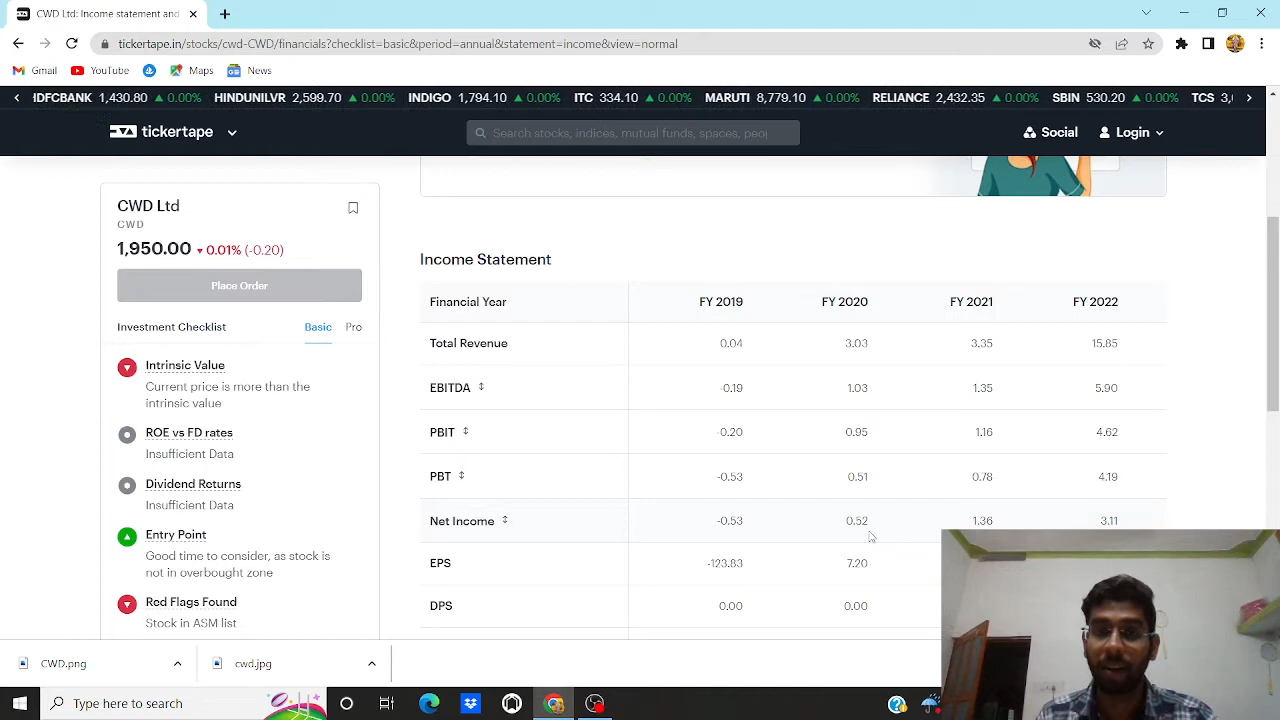 CWD Ltd: Income statement and
tickertape.in/stocks/cwd-CWD/financials?checklist=basic&period=annual&statement=income&view=normal
Gmail YouTube Maps News
HDFCBANK 1,430.80 0.00% HINDUNILVR 2,599.70 0.00% INDIGO 1,794.10 0.00% ITC 334.10 0.00% MARUTI 8,779.10 0.00% RELIANCE 2,432.35 0.00% SBIN 530.20 0.00% TCS
tickertape Search stocks, indices, mutual funds, spaces, Social Login
CWD Ltd
CWD
1,950.00 0.01% (-0.20)
Place Order
Investment Checklist Basic Pro
Intrinsic Value
Current price is more than the
intrinsic value
ROE vs FD rates
Insufficient Data
Dividend Returns
Insufficient Data
Entry Point
Good time to consider, as stock is
not in overbought zone
Red Flags Found
Stock in ASM list
Income Statement
Financial Year FY 2019 FY 2020 FY 2021 FY 2022
Total Revenue 0.04 3.03 3.35 15.85
EBITDA -0.19 1.03 1.35 5.90
PBIT -0.20 0.95 1.16 4.62
PBT -0.53 0.51 0.78 4.19
Net Income -0.53 0.52 1.36 3.11
EPS -123.83 7.20
DPS 0.00 0.00
CWD.png cwd.jpg
Type here to search